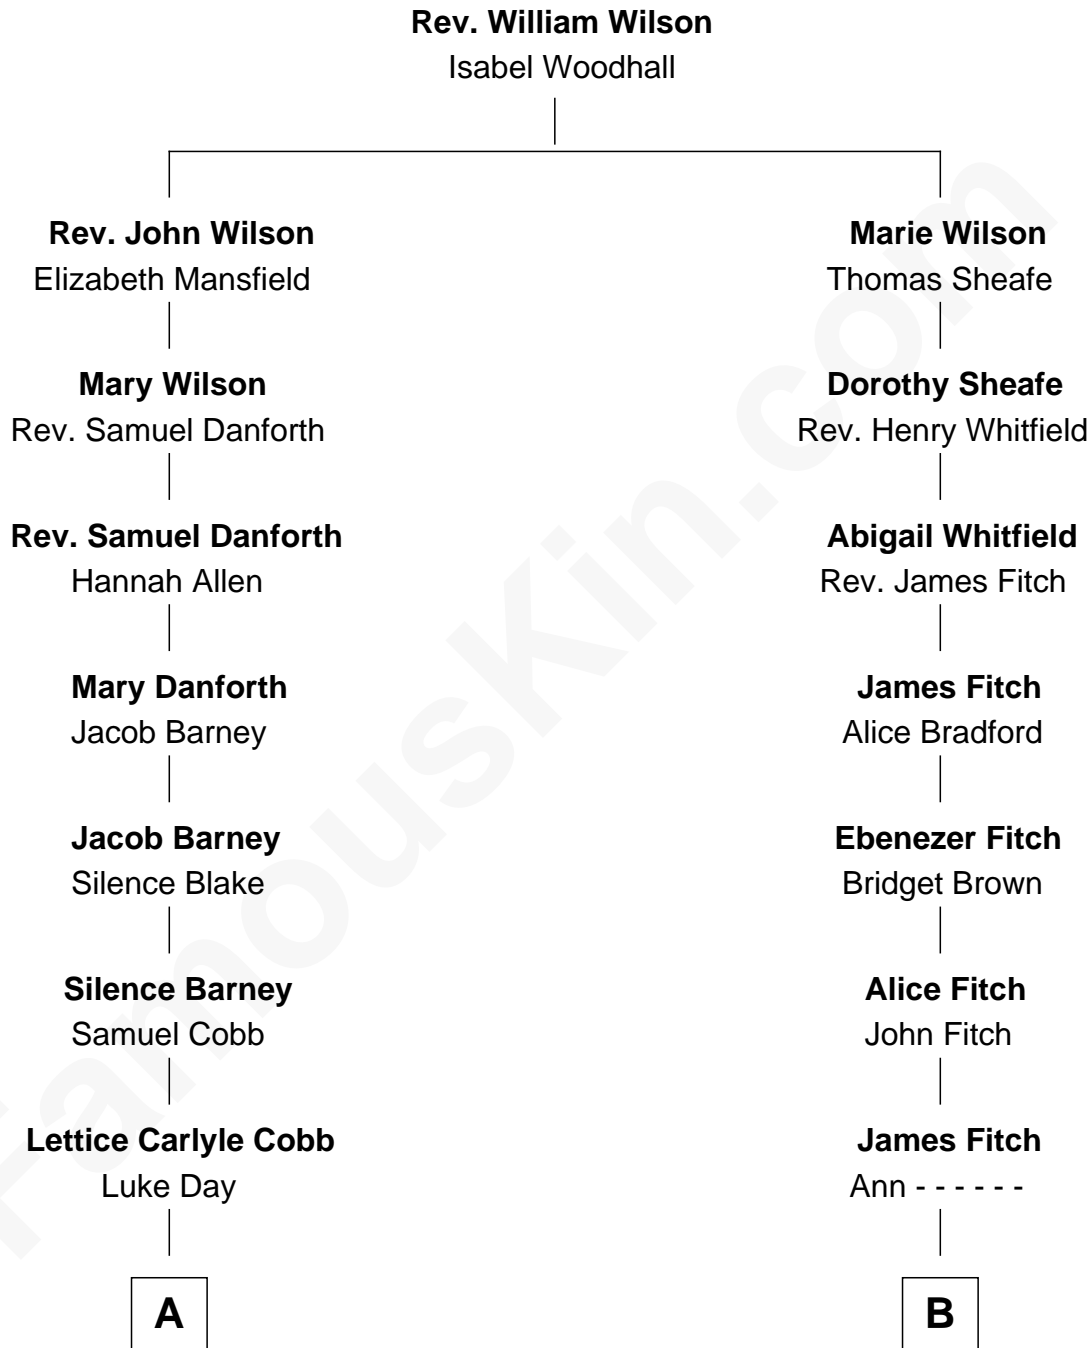 Rev. William Wilson
Isabel Woodhall
Rev. John Wilson
Elizabeth Mansfield
Marie Wilson
Thomas Sheafe
Mary Wilson
Rev. Samuel Danforth
Dorothy Sheafe
Rev. Henry Whitfield
Rev. Samuel Danforth
Hannah Allen
Abigail Whitfield
Rev. James Fitch
Mary Danforth
Jacob Barney
James Fitch
Alice Bradford
Jacob Barney
Silence Blake
Ebenezer Fitch
Bridget Brown
Silence Barney
Samuel Cobb
Alice Fitch
John Fitch
Lettice Carlyle Cobb
Luke Day
James Fitch
Ann - - - - - -
A
B
FamousKin.com